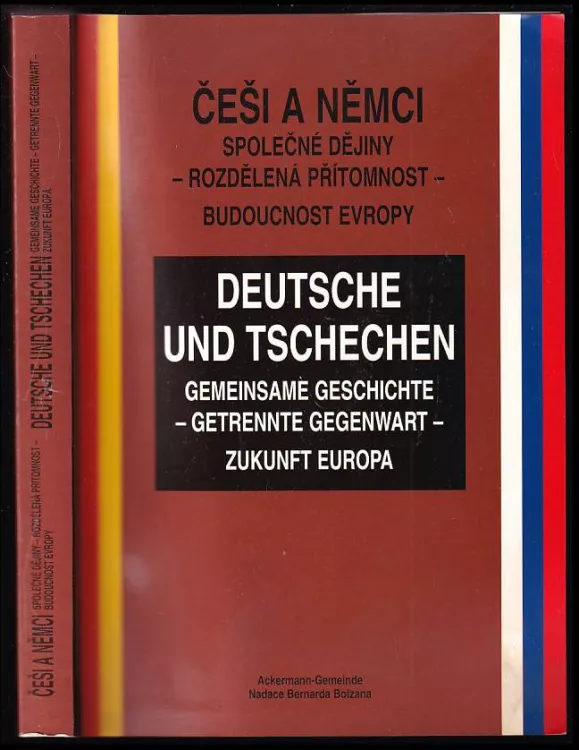 ČEŠI A NĚMCI
SPOLEČNÉ DĚJINY
– ROZDĚLENÁ PŘÍTOMNOST –
BUDOUCNOST EVROPY
DEUTSCHE
UND TSCHECHEN
GEMEINSAME GESCHICHTE
– GETRENNTE GEGENWART –
ZUKUNFT EUROPA
Ackermann-Gemeinde
Nadace Bernarda Bolzana
ČEŠI A NĚMCI
SPOLEČNÉ DĚJINY – ROZDĚLENÁ PŘÍTOMNOST –
BUDOUCNOST EVROPY
DEUTSCHE UND TSCHECHEN
GEMEINSAME GESCHICHTE – GETRENNTE GEGENWART –
ZUKUNFT EUROPA